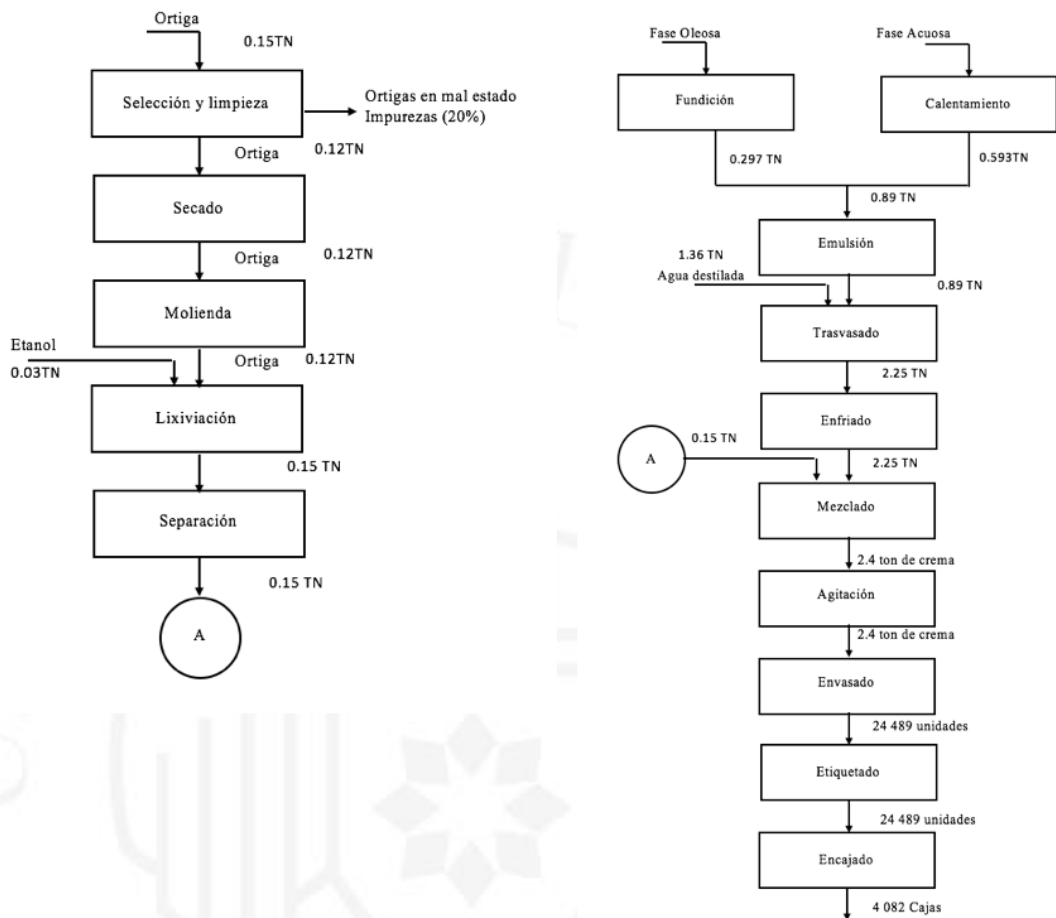 Ortiga
0.15TN
Selección y limpieza
Ortigas en mal estado
Impurezas (20%)
Ortiga
0.12TN
Secado
Ortiga
0.12TN
Molienda
Etanol
0.03TN
Ortiga
0.12TN
Lixiviación
0.15 TN
Separación
0.15 TN
A
Fase Oleosa
Fase Acuosa
Fundición
Calentamiento
0.297 TN
0.593TN
0.89 TN
Emulsión
1.36 TN
Agua destilada
0.89 TN
Trasvasado
2.25 TN
Enfriado
A
0.15 TN
2.25 TN
Mezclado
2.4 ton de crema
Agitación
2.4 ton de crema
Envasado
24 489 unidades
Etiquetado
24 489 unidades
Encajado
4 082 Cajas